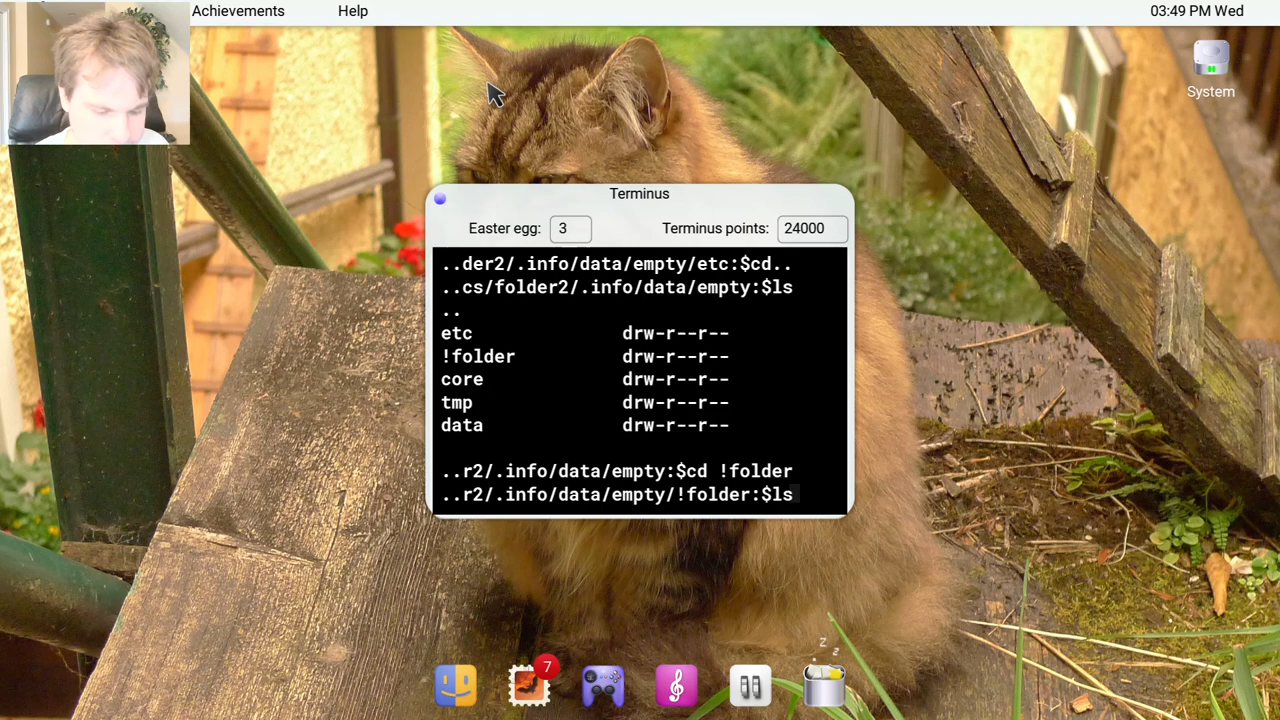 Achievements Help 03:49 PM Wed
System
Terminus
Easter egg: 3 Terminus points: 24000
..der2/.info/data/empty/etc:$cd..
..cs/folder2/.info/data/empty:$ls
..
etc drw-r--r--
!folder drw-r--r--
core drw-r--r--
tmp drw-r--r--
data drw-r--r--
..r2/.info/data/empty:$cd !folder
..r2/.info/data/empty/!folder:$ls
z z
7